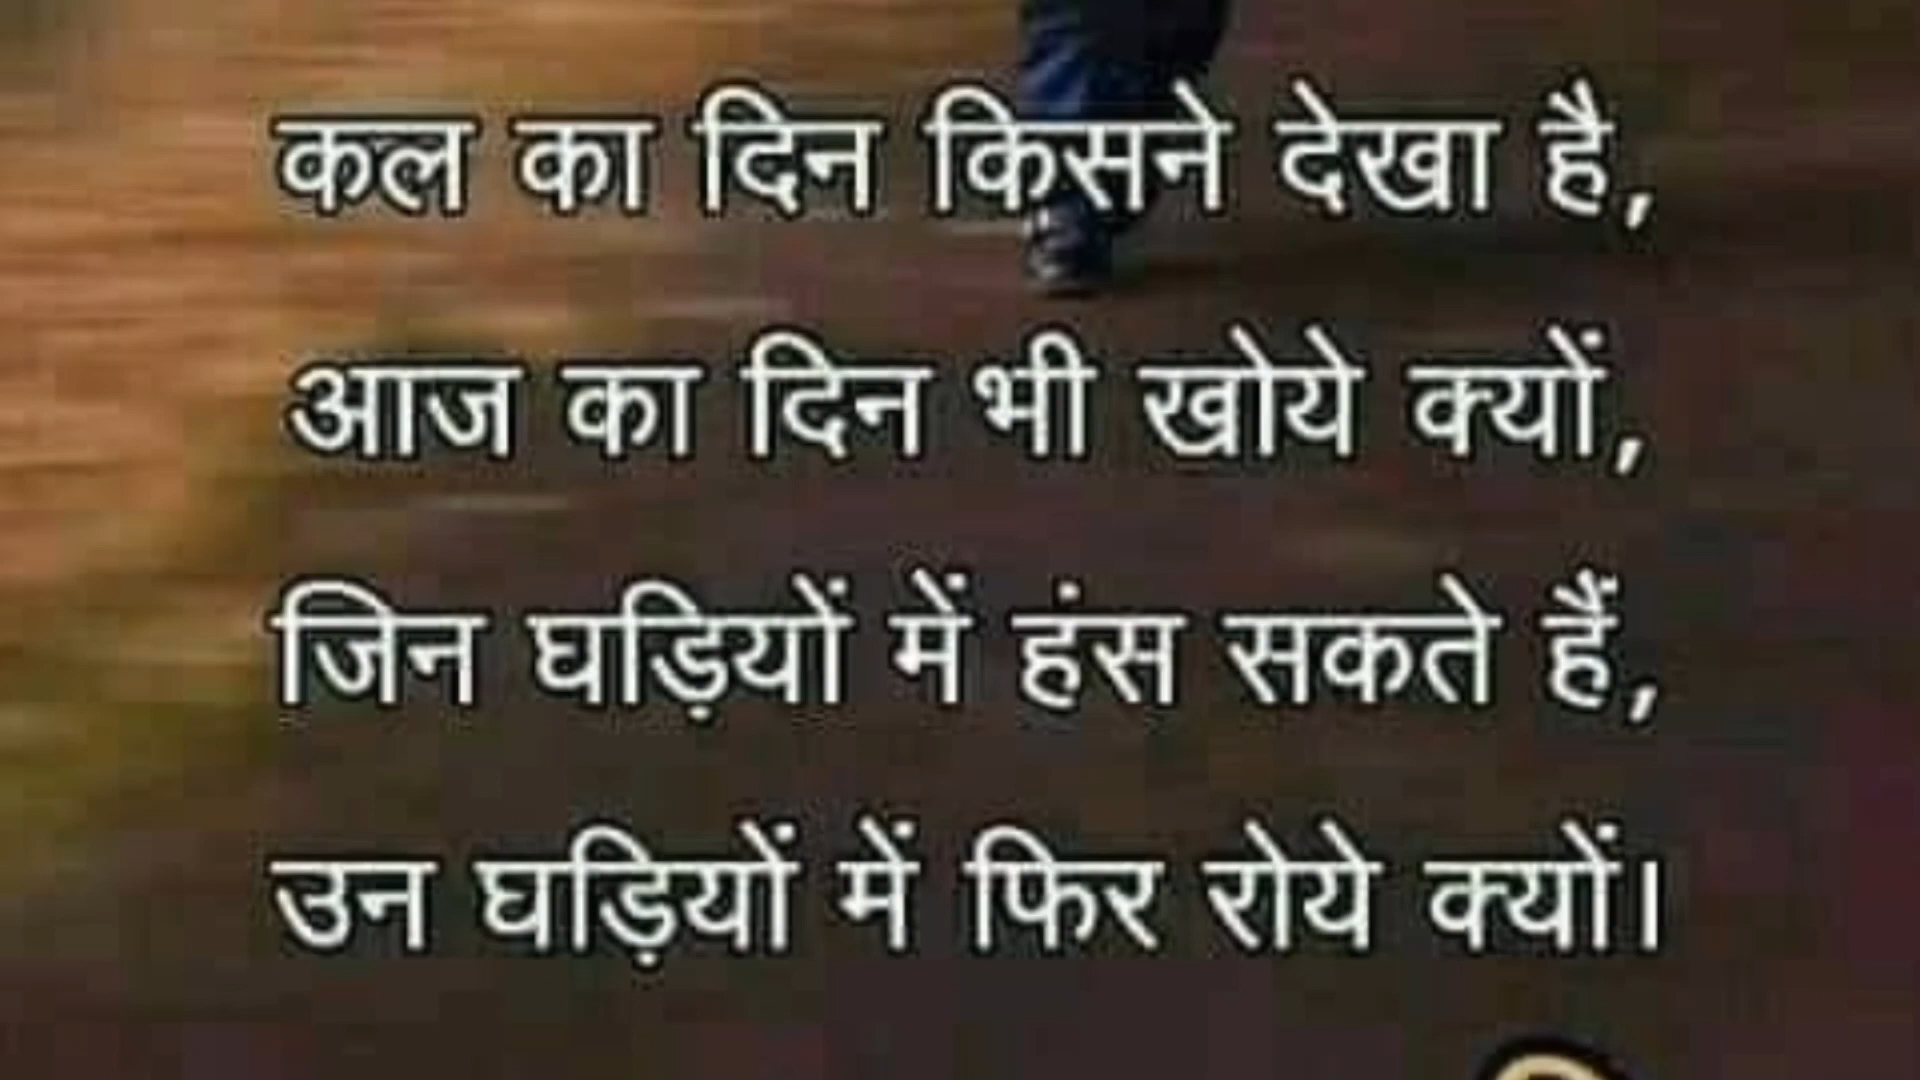 कल का दिन किसने देखा है,
आज का दिन भी खोये क्यों,
जिन घड़ियों में हंस सकते हैं,
उन घड़ियों में फिर रोये क्यों।